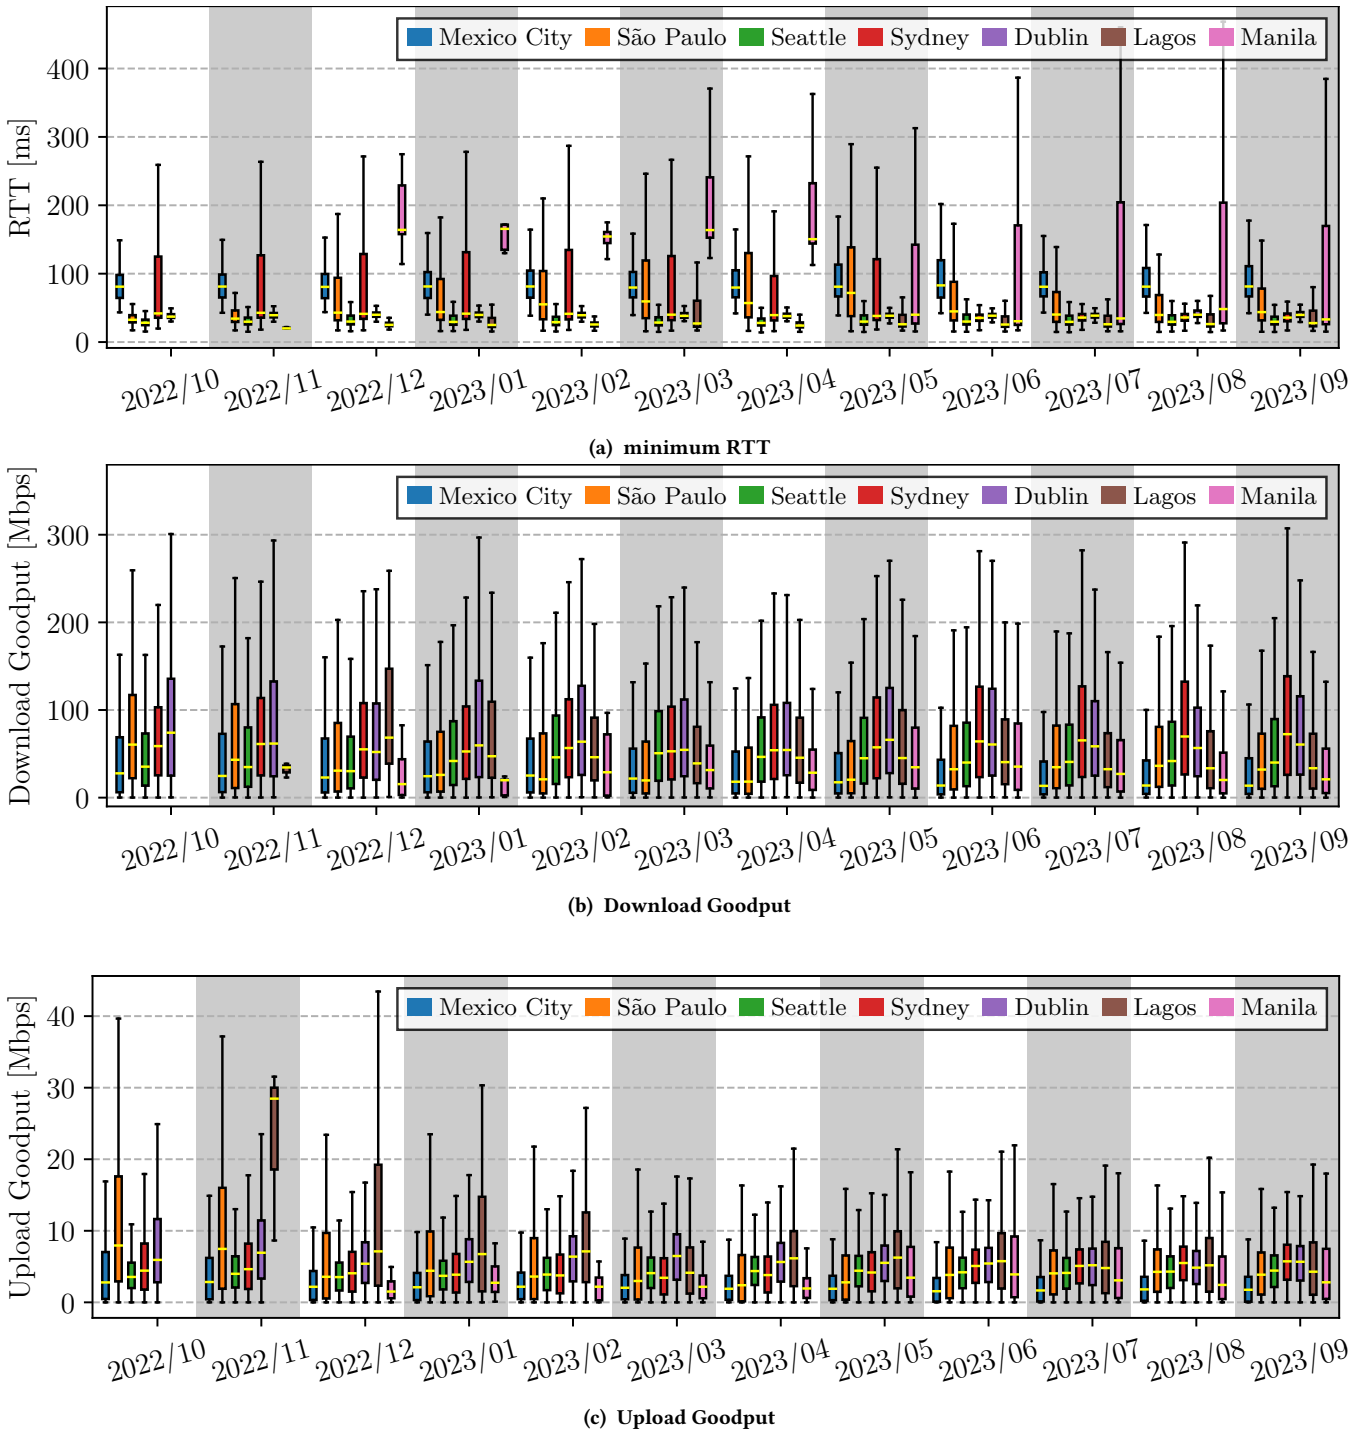 Mexico City São Paulo Seattle Sydney Dublin Lagos Manila
RTT [ms]
400
300
200
100
0
2022/10 2022/11 2022/12 2023/01 2023/02 2023/03 2023/04 2023/05 2023/06 2023/07 2023/08 2023/09
(a) minimum RTT
Mexico City São Paulo Seattle Sydney Dublin Lagos Manila
Download Goodput [Mbps]
300
200
100
0
2022/10 2022/11 2022/12 2023/01 2023/02 2023/03 2023/04 2023/05 2023/06 2023/07 2023/08 2023/09
(b) Download Goodput
Mexico City São Paulo Seattle Sydney Dublin Lagos Manila
Upload Goodput [Mbps]
40
30
20
10
0
2022/10 2022/11 2022/12 2023/01 2023/02 2023/03 2023/04 2023/05 2023/06 2023/07 2023/08 2023/09
(c) Upload Goodput